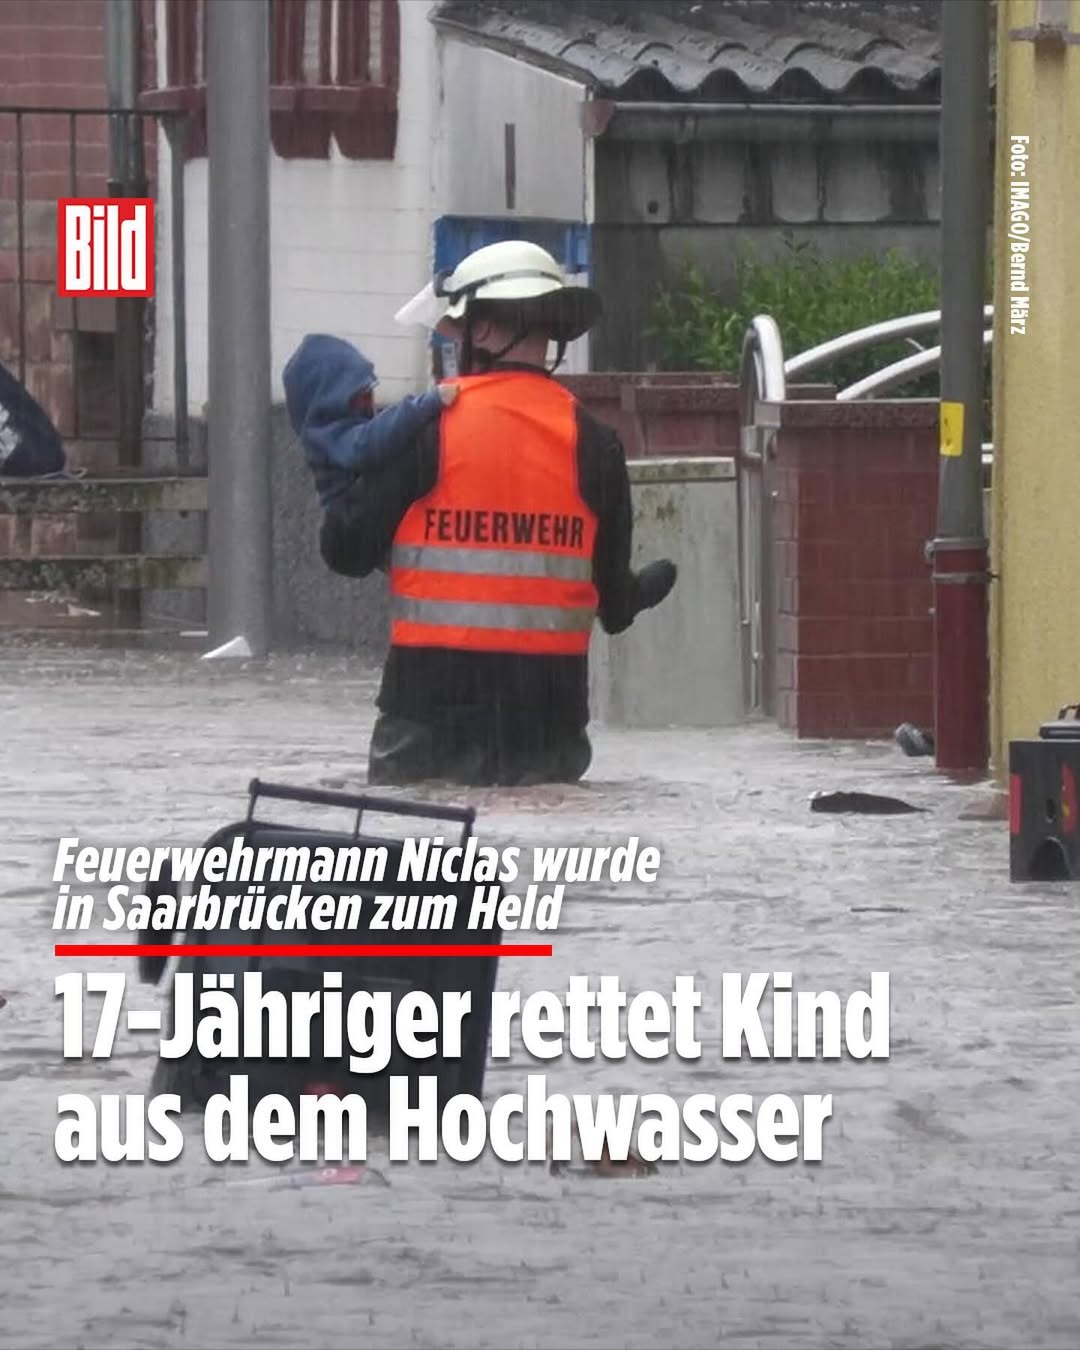 Foto: IMAGO/Bernd März
Bild
FEUERWEHR
Feuerwehrmann Niclas wurde
in Saarbrücken zum Held
17-Jähriger rettet Kind
aus dem Hochwasser